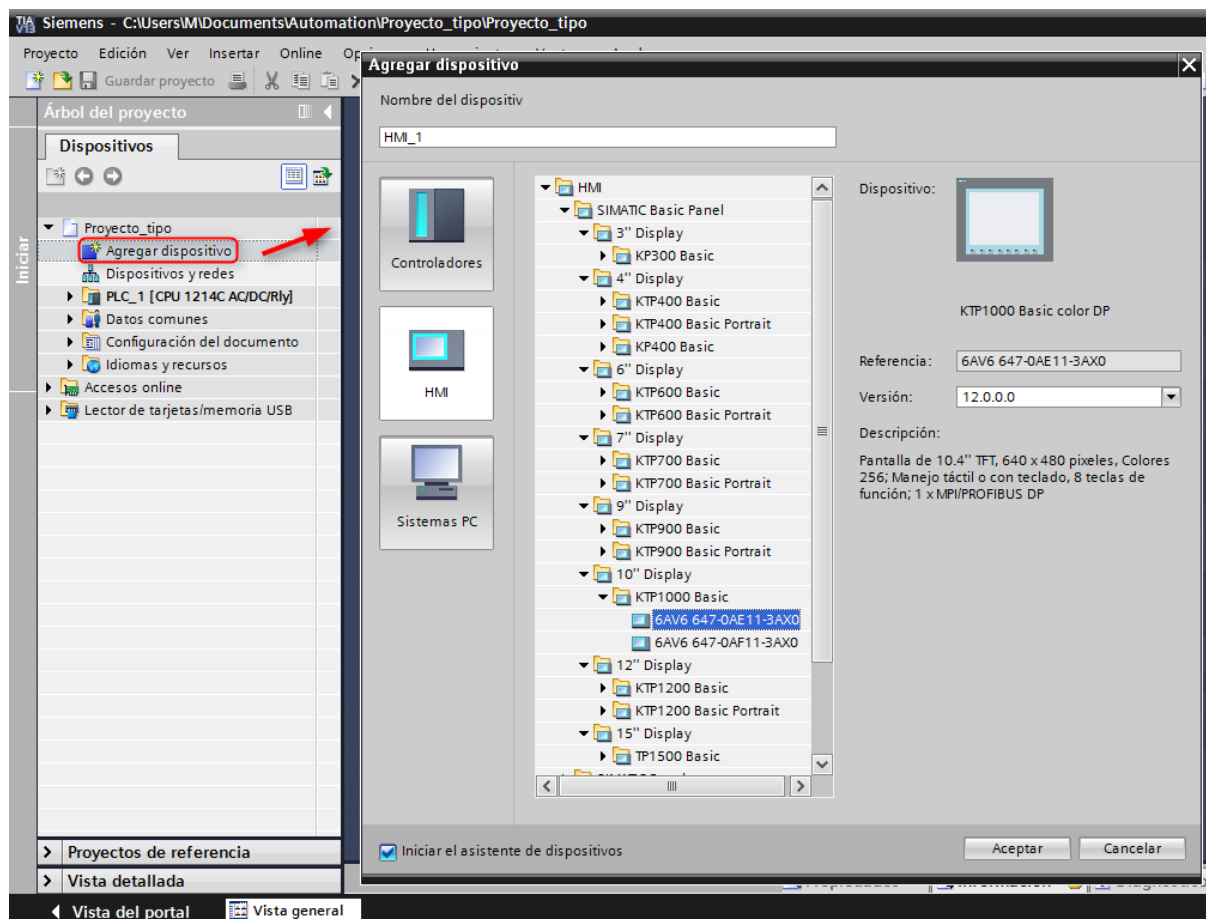 TIA V13 Siemens - C:\Users\M\Documents\Automation\Proyecto_tipo\Proyecto_tipo
Proyecto Edición Ver Insertar Online
Guardar proyecto
Árbol del proyecto
Dispositivos
Iniciar
Proyecto_tipo
Agregar dispositivo
Dispositivos y redes
PLC_1 [CPU 1214C AC/DC/Rly]
Datos comunes
Configuración del documento
Idiomas y recursos
Accesos online
Lector de tarjetas/memoria USB
Proyectos de referencia
Vista detallada
Vista del portal
Vista general
Agregar dispositivo
Nombre del dispositiv
HMI_1
Controladores
HMI
Sistemas PC
HMI
SIMATIC Basic Panel
3'' Display
KP300 Basic
4'' Display
KTP400 Basic
KTP400 Basic Portrait
KP400 Basic
6'' Display
KTP600 Basic
KTP600 Basic Portrait
7'' Display
KTP700 Basic
KTP700 Basic Portrait
9'' Display
KTP900 Basic
KTP900 Basic Portrait
10'' Display
KTP1000 Basic
6AV6 647-0AE11-3AX0
6AV6 647-0AF11-3AX0
12'' Display
KTP1200 Basic
KTP1200 Basic Portrait
15'' Display
TP1500 Basic
Dispositivo:
KTP1000 Basic color DP
Referencia: 6AV6 647-0AE11-3AX0
Versión: 12.0.0.0
Descripción:
Pantalla de 10.4'' TFT, 640 x 480 pixeles, Colores
256; Manejo táctil o con teclado, 8 teclas de
función; 1 x MPI/PROFIBUS DP
Iniciar el asistente de dispositivos
Aceptar
Cancelar